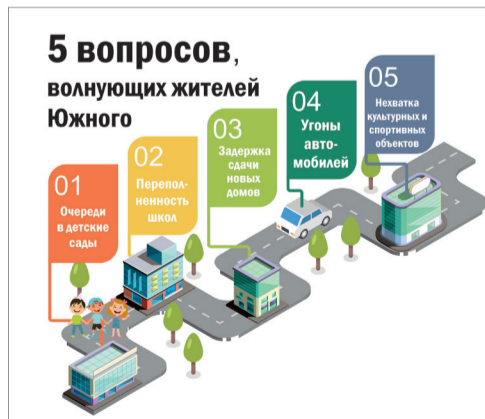 5 вопросов,
волнующих жителей
Южного
01
Очереди
в детские
сады
02
Перепол-
ненность
школ
03
Задержка
сдачи
новых
домов
04
Угоны
авто-
мобилей
05
Нехватка
культурных и
спортивных
объектов